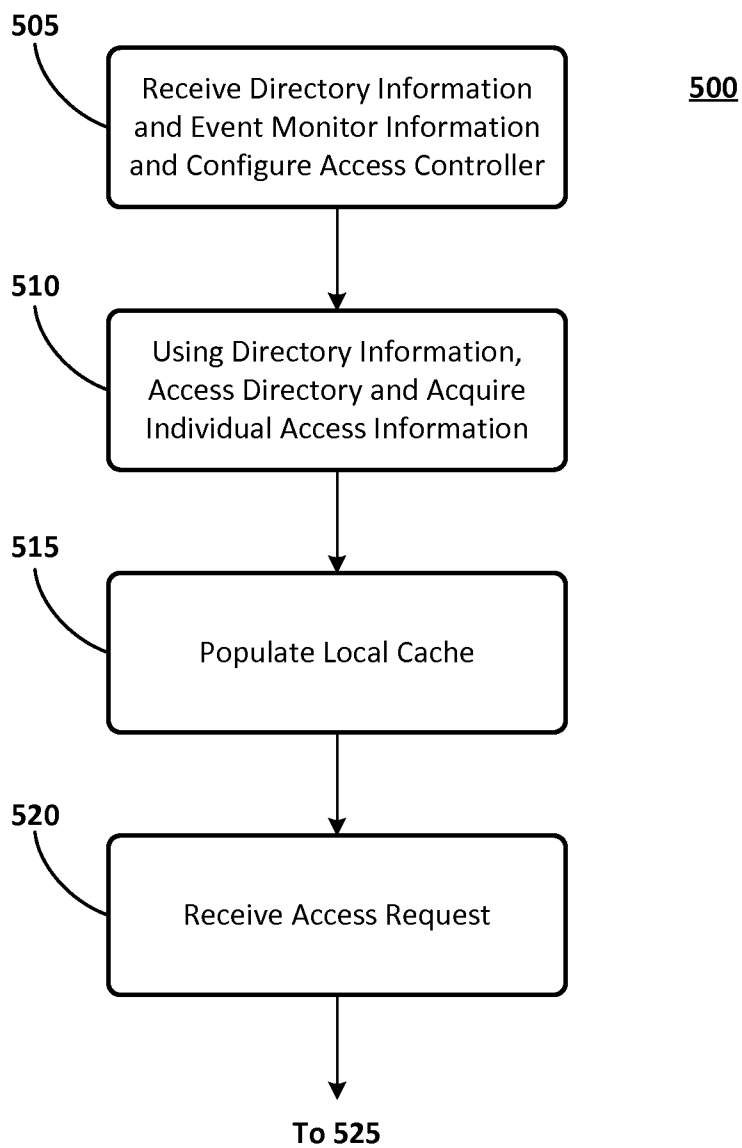 505
500
Receive Directory Information
and Event Monitor Information
and Configure Access Controller
510
Using Directory Information,
Access Directory and Acquire
Individual Access Information
515
Populate Local Cache
520
Receive Access Request
To 525